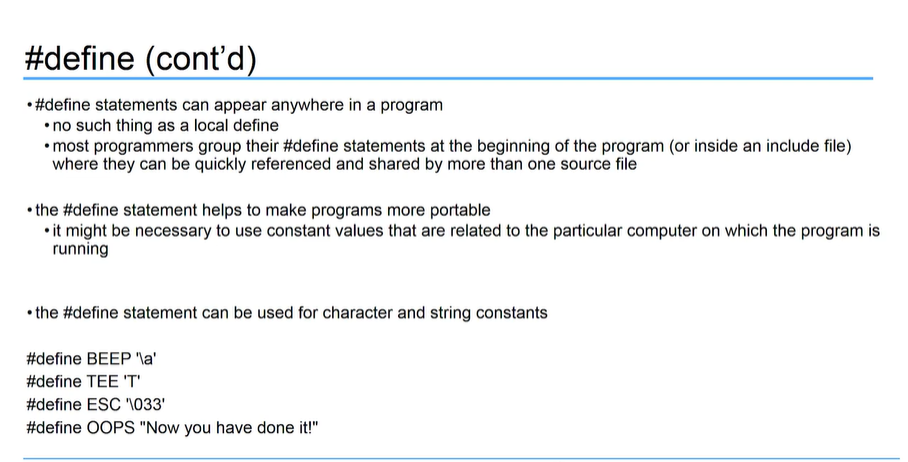 #define (cont’d)
•#define statements can appear anywhere in a program
•no such thing as a local define
•most programmers group their #define statements at the beginning of the program (or inside an include file)
where they can be quickly referenced and shared by more than one source file
•the #define statement helps to make programs more portable
•it might be necessary to use constant values that are related to the particular computer on which the program is
running
•the #define statement can be used for character and string constants
#define BEEP '\a'
#define TEE 'T'
#define ESC '\033'
#define OOPS "Now you have done it!"